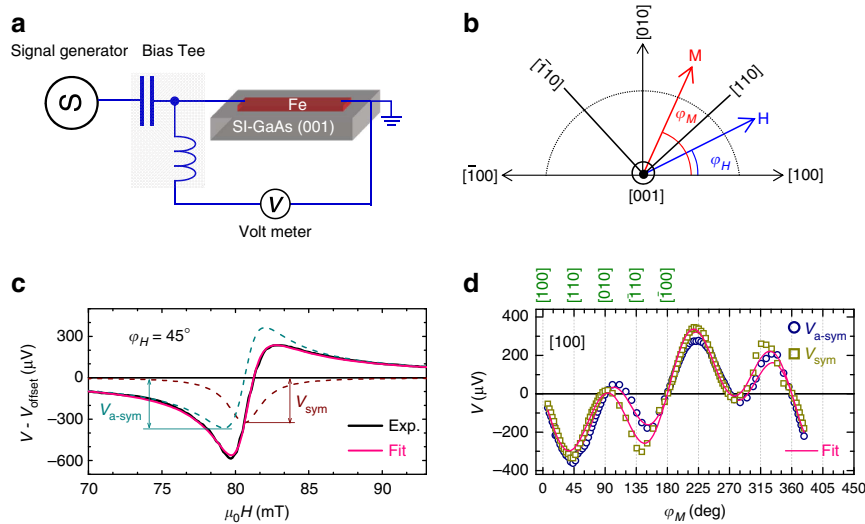 a
Signal generator Bias Tee
S
Fe
SI-GaAs (001)
V
Volt meter
b
[010]
[1̄10]
M
[110]
H
φM
φH
[1̄00]
[001]
[100]
c
φH = 45°
300
0
−300
−600
V - Voffset (μV)
Va-sym
Vsym
Exp.
Fit
70 75 80 85 90
μ0H (mT)
d
[100] [110] [010] [1̄10] [1̄00]
400
200
0
−200
−400
V (μV)
[100]
Va-sym
Vsym
Fit
0 45 90 135 180 225 270 315 360 405 450
φM (deg)